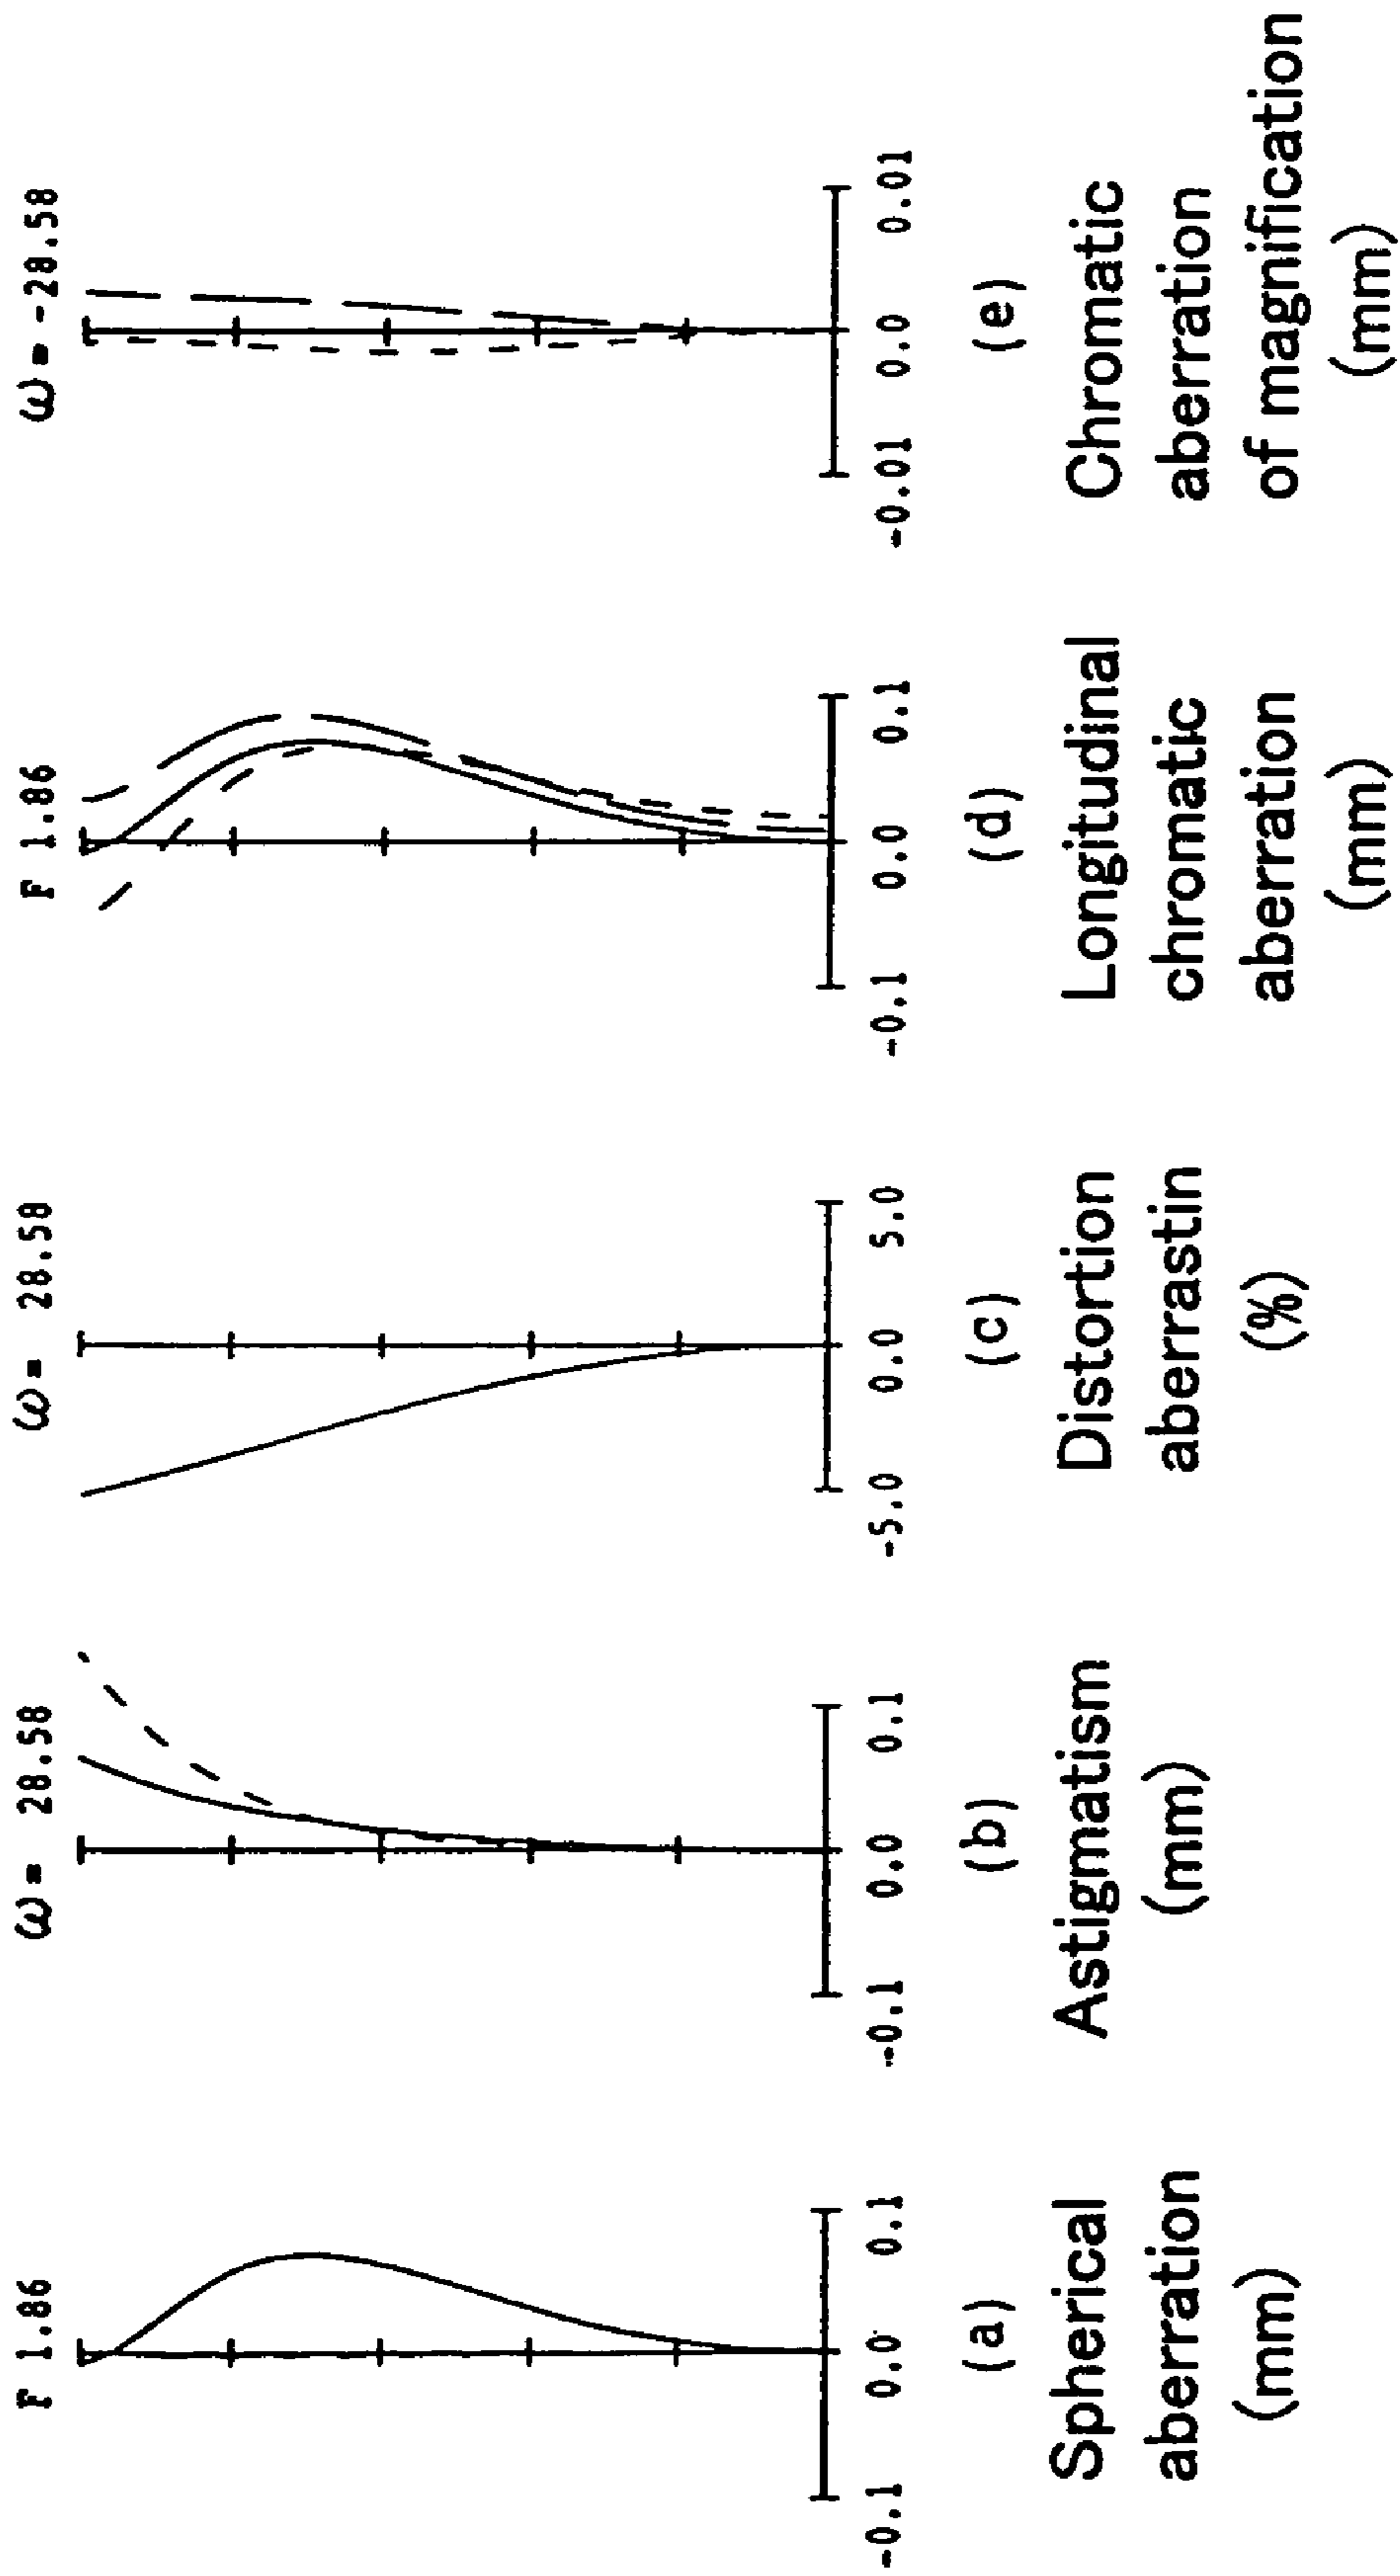 F 1.86
-0.1 0.0 0.1
(a)
Spherical
aberration
(mm)
ω= 28.58
-0.1 0.0 0.1
(b)
Astigmatism
(mm)
ω= 28.58
-5.0 0.0 5.0
(c)
Distortion
aberrastin
(%)
F 1.86
-0.1 0.0 0.1
(d)
Longitudinal
chromatic
aberration
(mm)
ω=-28.58
-0.01 0.0 0.01
(e)
Chromatic
aberration
of magnification
(mm)